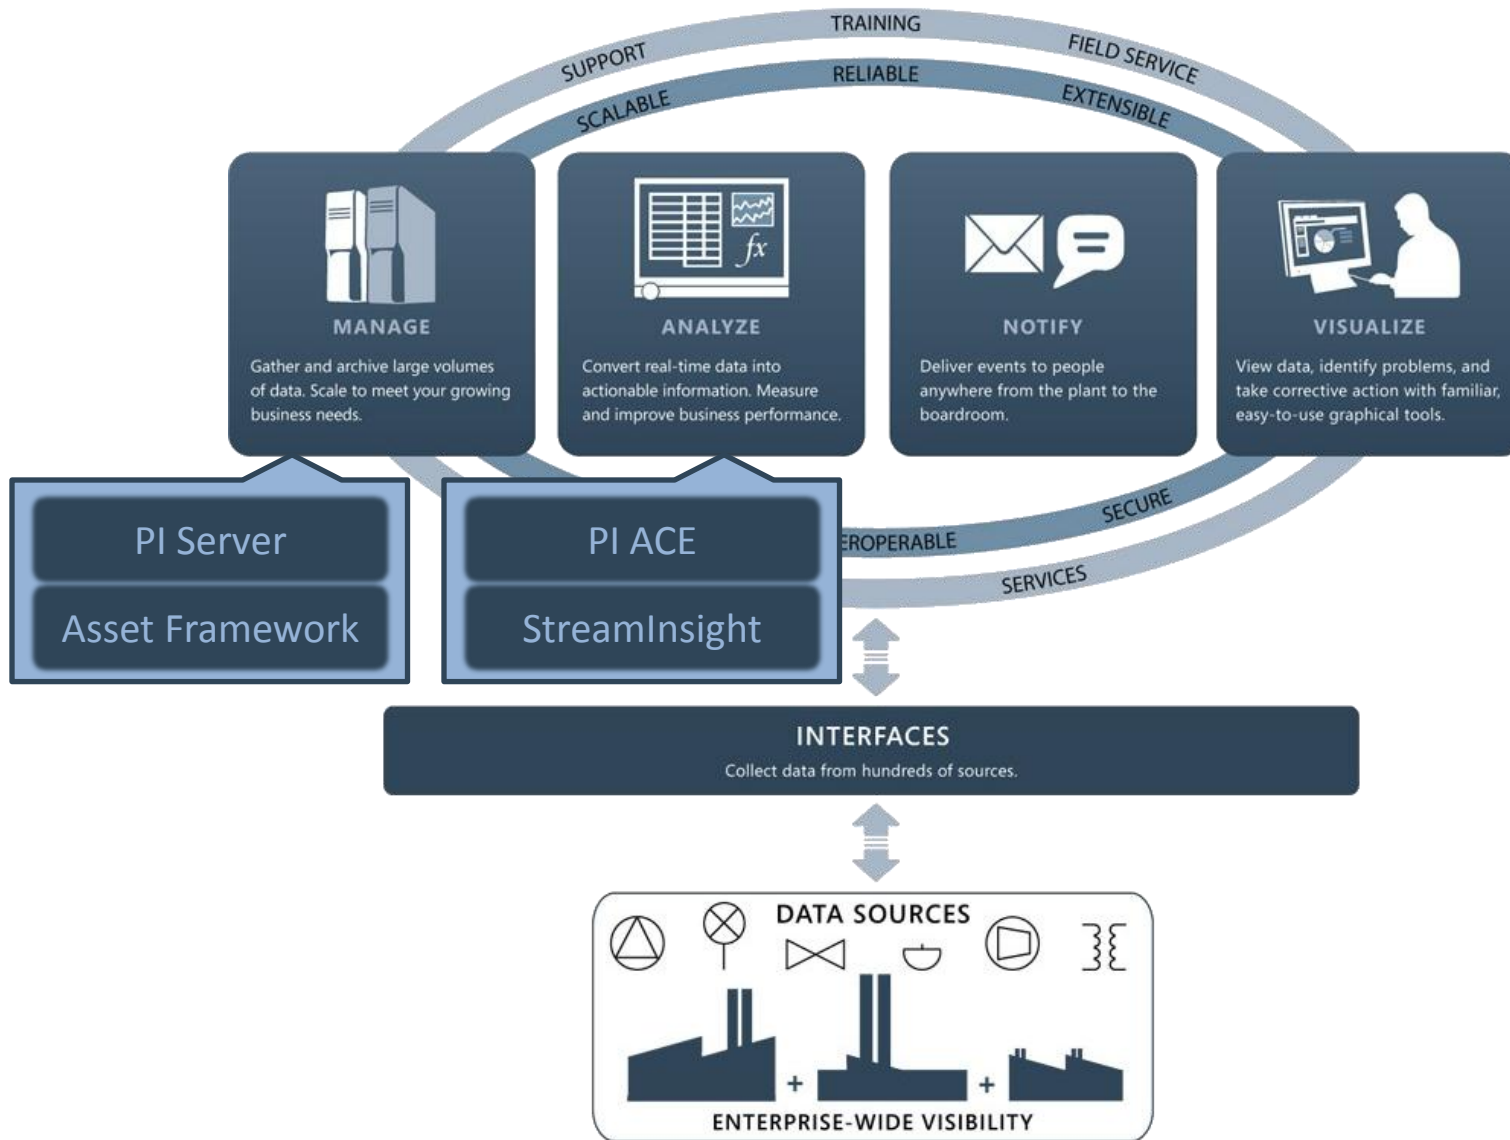 TRAINING
SUPPORT
FIELD SERVICE
RELIABLE
SCALABLE
EXTENSIBLE
fx
MANAGE
Gather and archive large volumes
of data. Scale to meet your growing
business needs.
ANALYZE
Convert real-time data into
actionable information. Measure
and improve business performance.
NOTIFY
Deliver events to people
anywhere from the plant to the
boardroom.
VISUALIZE
View data, identify problems, and
take corrective action with familiar,
easy-to-use graphical tools.
PI Server
Asset Framework
PI ACE
StreamInsight
EROPERABLE
SECURE
SERVICES
INTERFACES
Collect data from hundreds of sources.
DATA SOURCES
+ +
ENTERPRISE-WIDE VISIBILITY